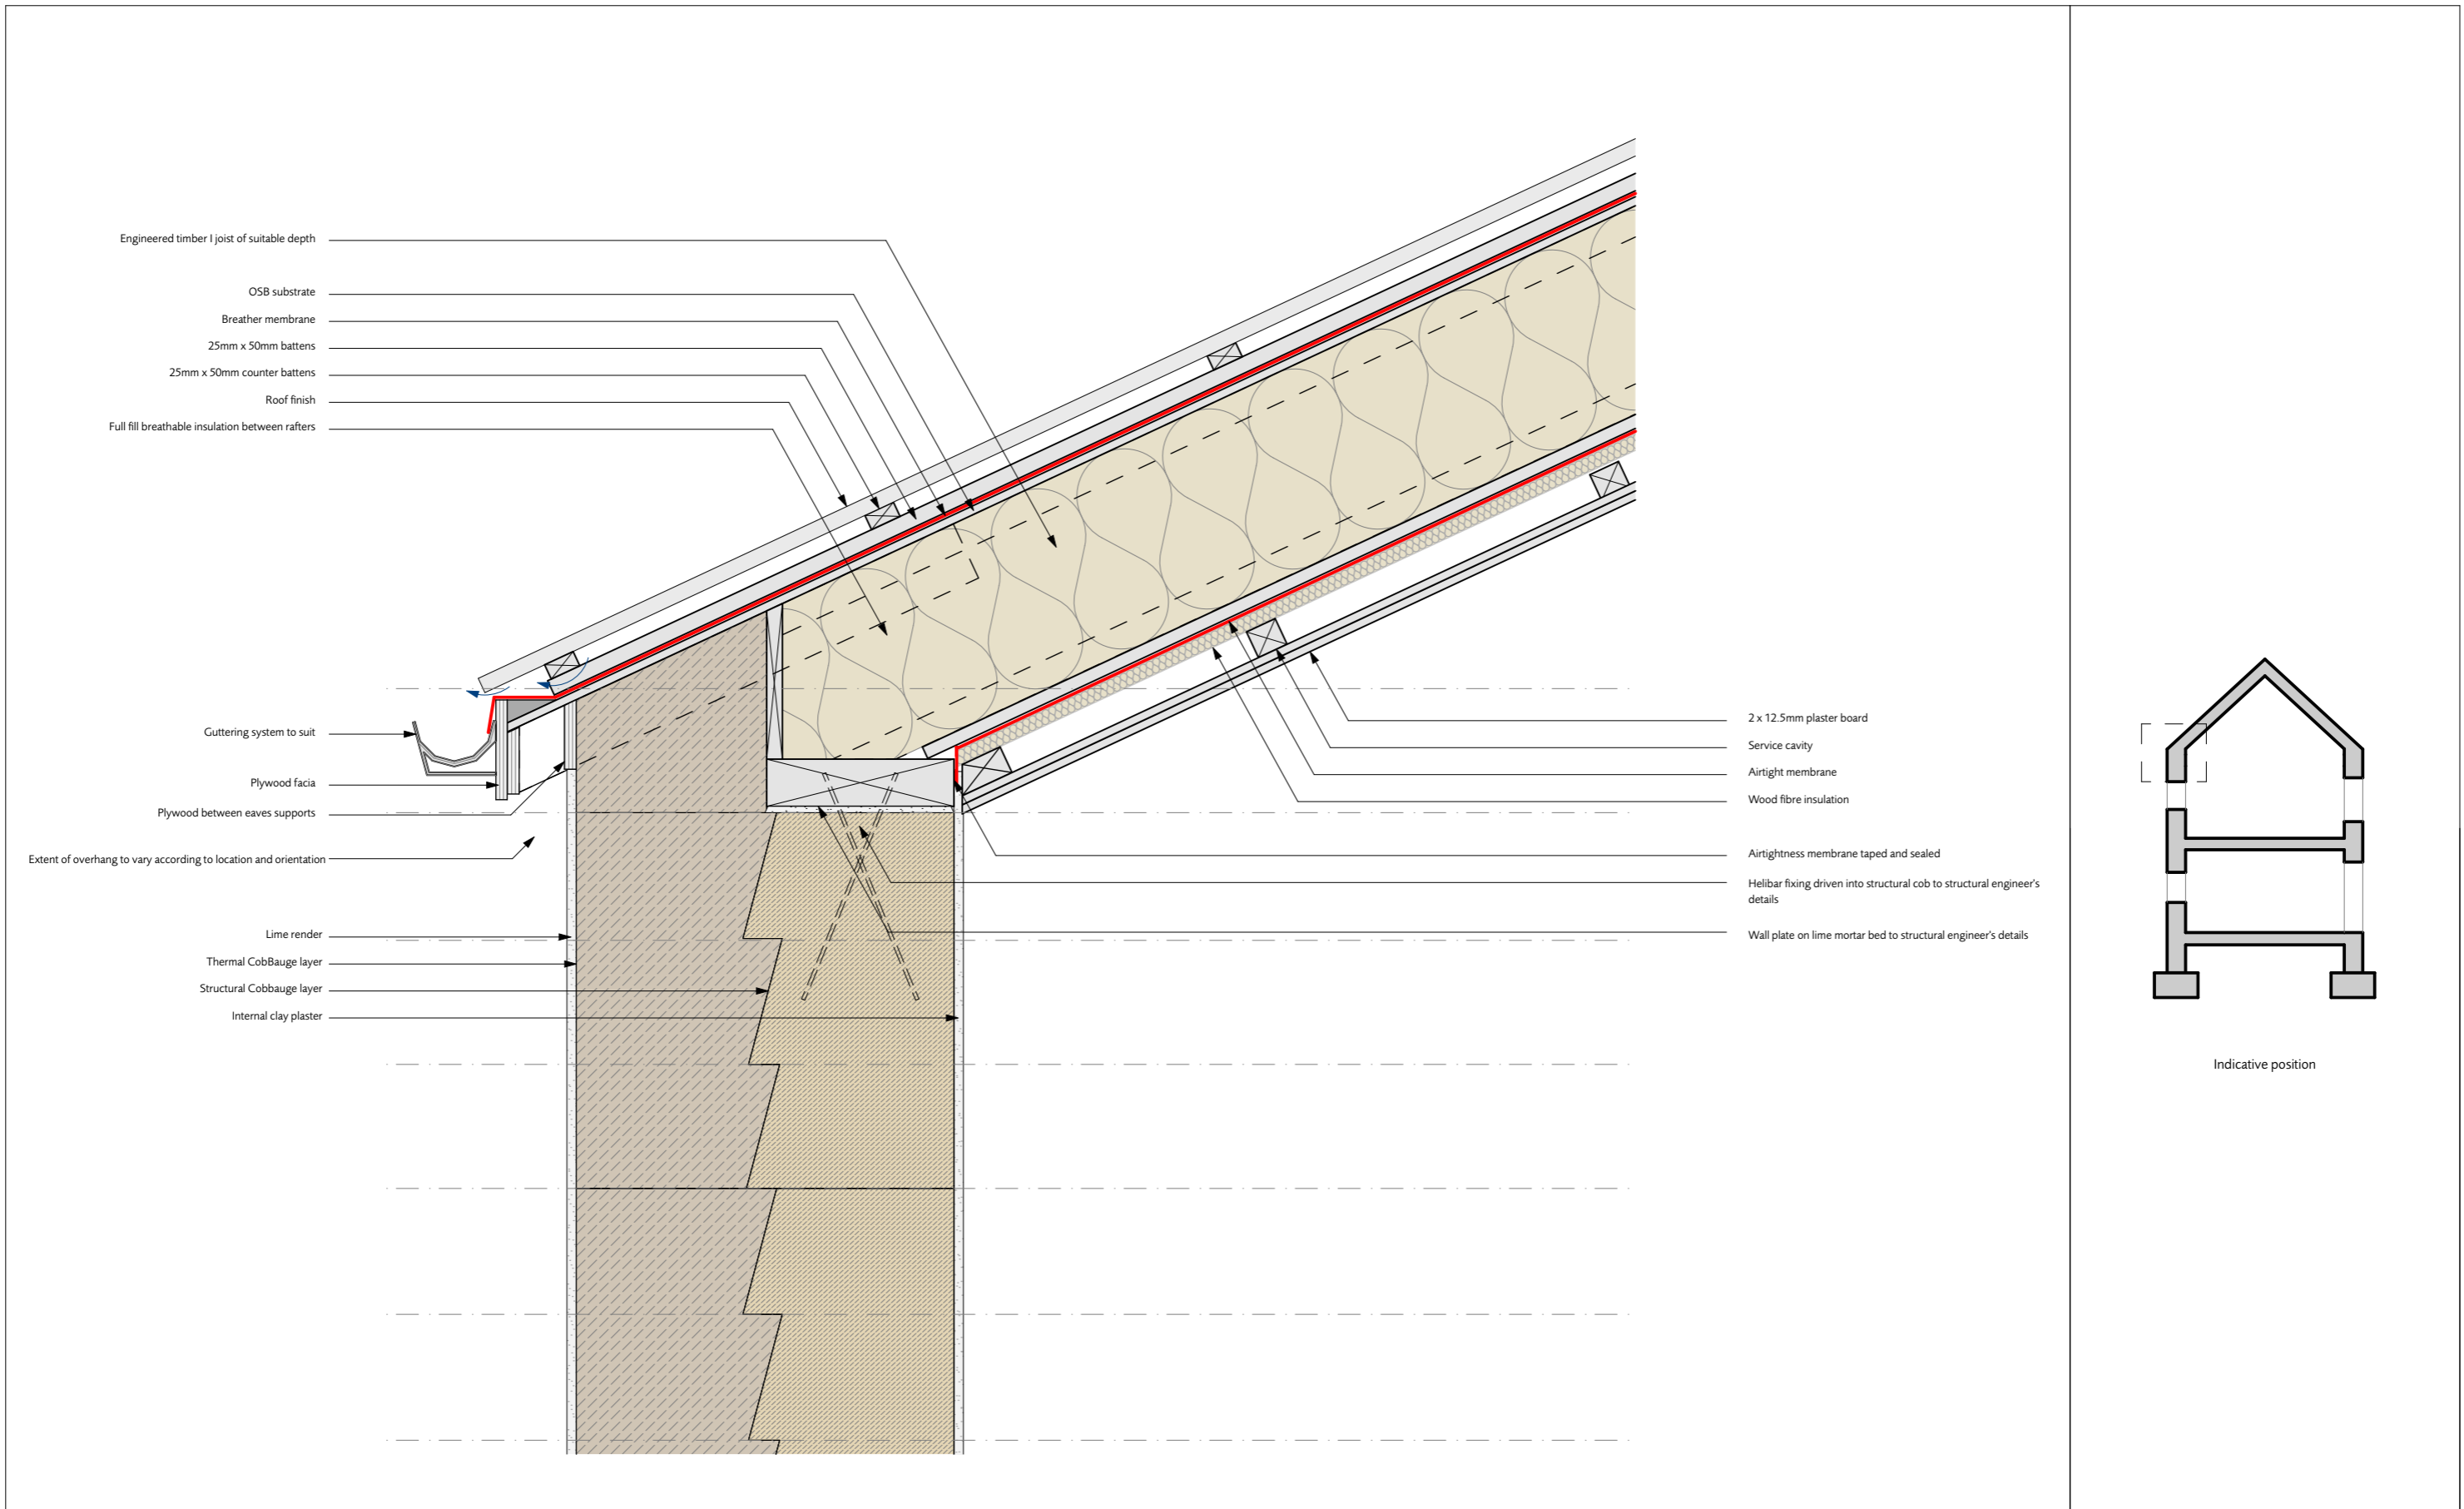 Engineered timber I joist of suitable depth
OSB substrate
Breather membrane
25mm x 50mm battens
25mm x 50mm counter battens
Roof finish
Full fill breathable insulation between rafters
Guttering system to suit
Plywood facia
Plywood between eaves supports
Extent of overhang to vary according to location and orientation
Lime render
Thermal CobBauge layer
Structural Cobbauge layer
Internal clay plaster
2 x 12.5mm plaster board
Service cavity
Airtight membrane
Wood fibre insulation
Airtightness membrane taped and sealed
Helibar fixing driven into structural cob to structural engineer's
details
Wall plate on lime mortar bed to structural engineer's details
Indicative position